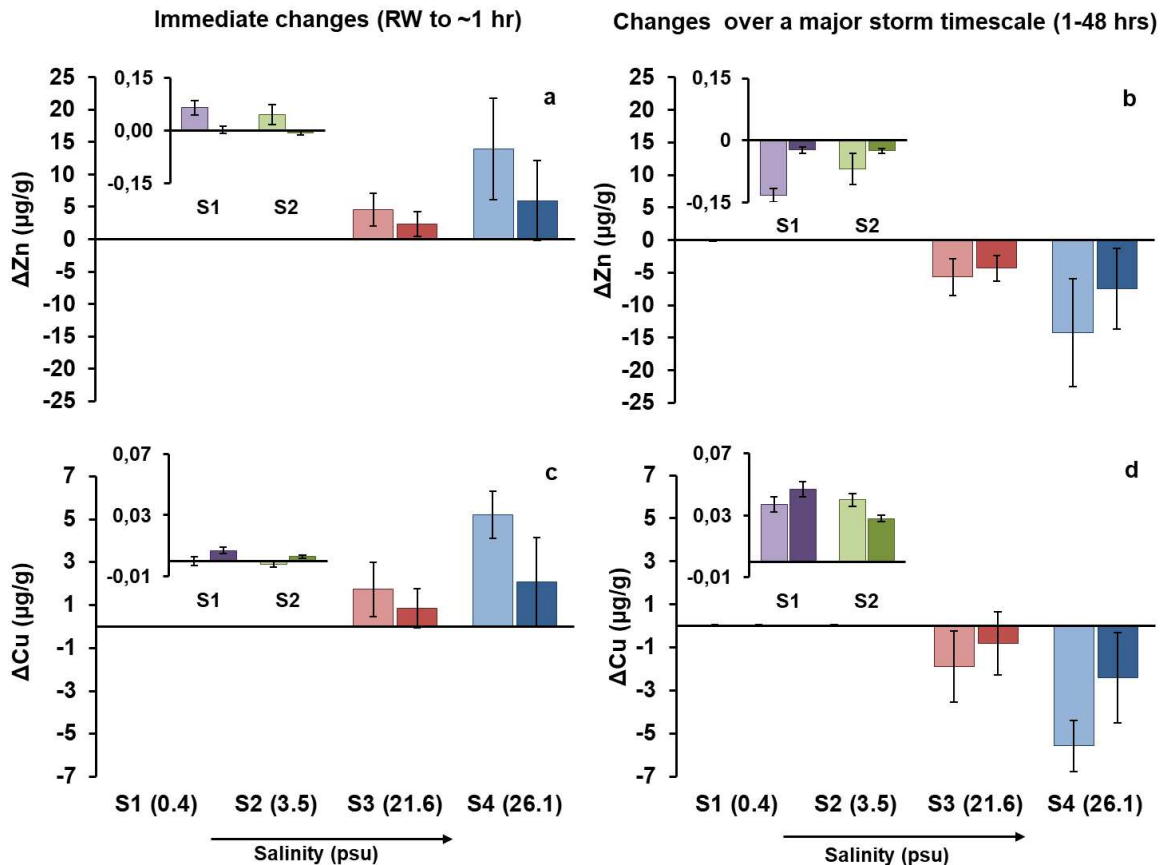 Immediate changes (RW to ~1 hr)
Changes over a major storm timescale (1-48 hrs)
a
ΔZn (µg/g)
25
20
15
10
5
0
-5
-10
-15
-20
-25
0,15
0,00
-0,15
S1 S2
b
ΔZn (µg/g)
25
20
15
10
5
0
-5
-10
-15
-20
-25
0,15
0
-0,15
S1 S2
c
ΔCu (µg/g)
7
5
3
1
-1
-3
-5
-7
0,07
0,03
-0,01
S1 S2
d
ΔCu (µg/g)
7
5
3
1
-1
-3
-5
-7
0,07
0,03
-0,01
S1 S2
S1 (0.4) S2 (3.5) S3 (21.6) S4 (26.1)
Salinity (psu)
S1 (0.4) S2 (3.5) S3 (21.6) S4 (26.1)
Salinity (psu)